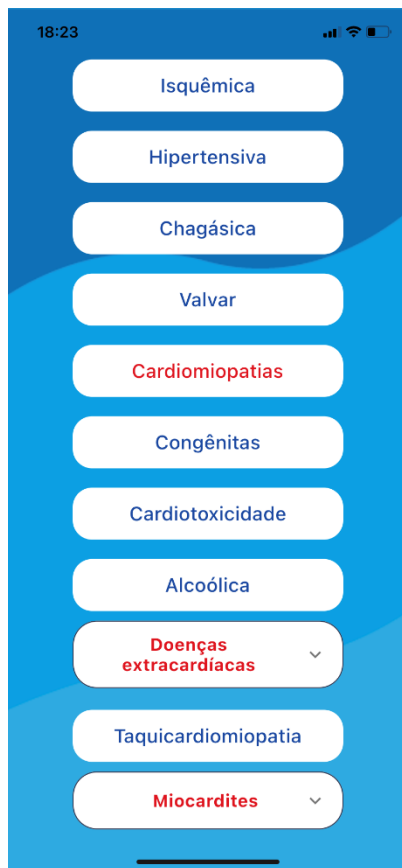 18:23
Isquêmica
Hipertensiva
Chagásica
Valvar
Cardiomiopatias
Congênitas
Cardiotoxicidade
Alcoólica
Doenças
extracardíacas
Taquicardiomiopatia
Miocardites